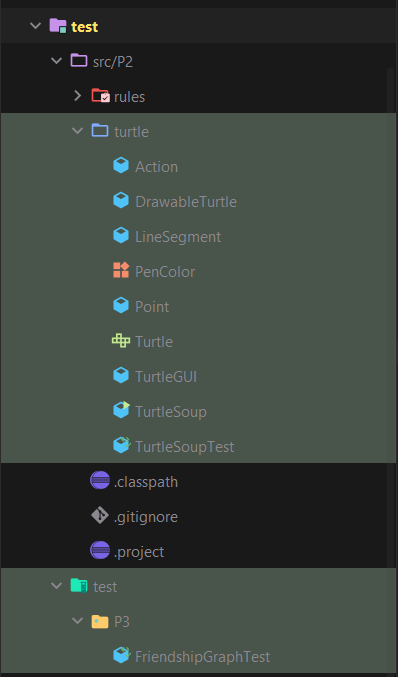 test
src/P2
rules
turtle
Action
DrawableTurtle
LineSegment
PenColor
Point
Turtle
TurtleGUI
TurtleSoup
TurtleSoupTest
.classpath
.gitignore
.project
test
P3
FriendshipGraphTest